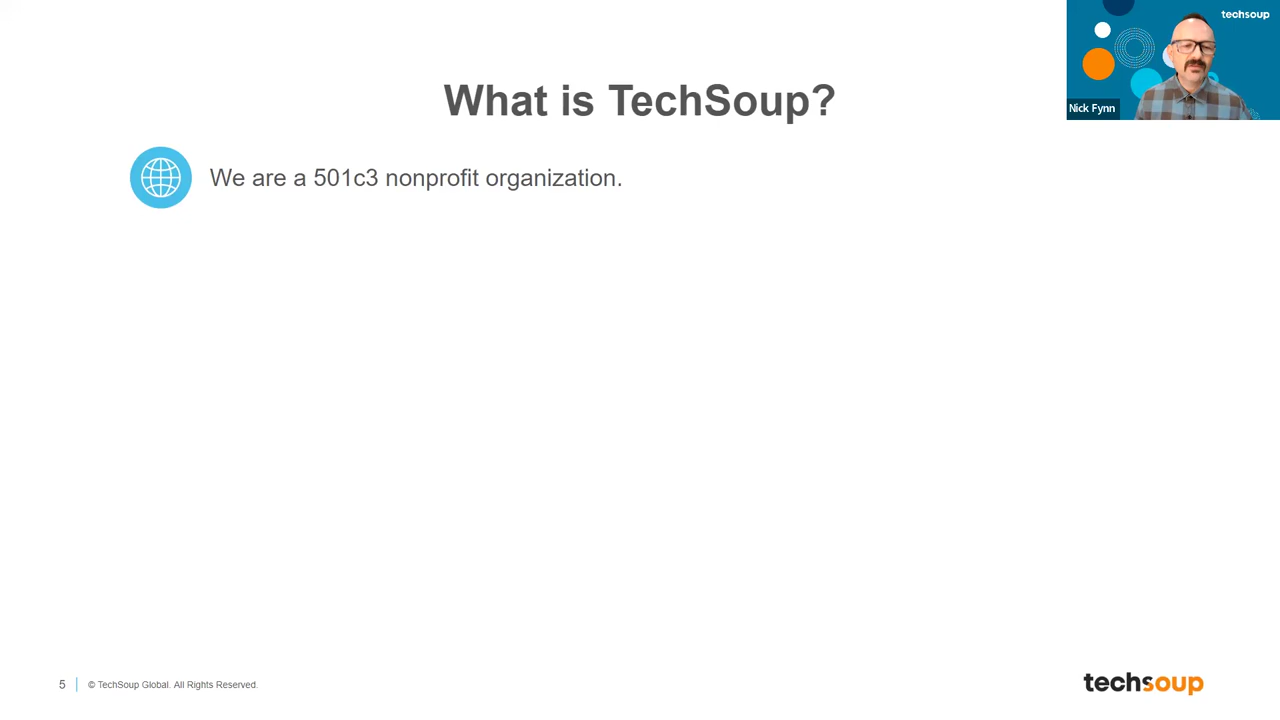 techsoup
Nick Fynn
What is TechSoup?
We are a 501c3 nonprofit organization.
5
© TechSoup Global. All Rights Reserved.
techsoup